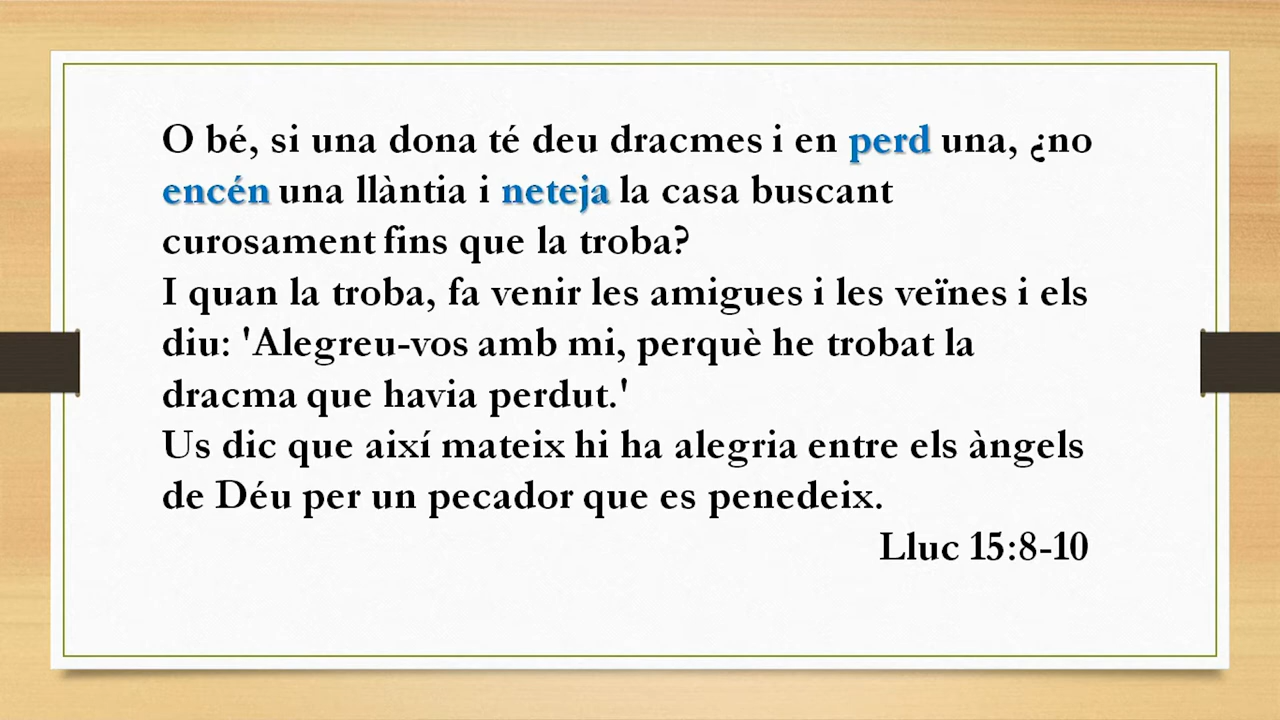 O bé, si una dona té deu dracmes i en perd una, ¿no
encén una llàntia i neteja la casa buscant
curosament fins que la troba?
I quan la troba, fa venir les amigues i les veïnes i els
diu: 'Alegreu-vos amb mi, perquè he trobat la
dracma que havia perdut.'
Us dic que així mateix hi ha alegria entre els àngels
de Déu per un pecador que es penedeix.
Lluc 15:8-10